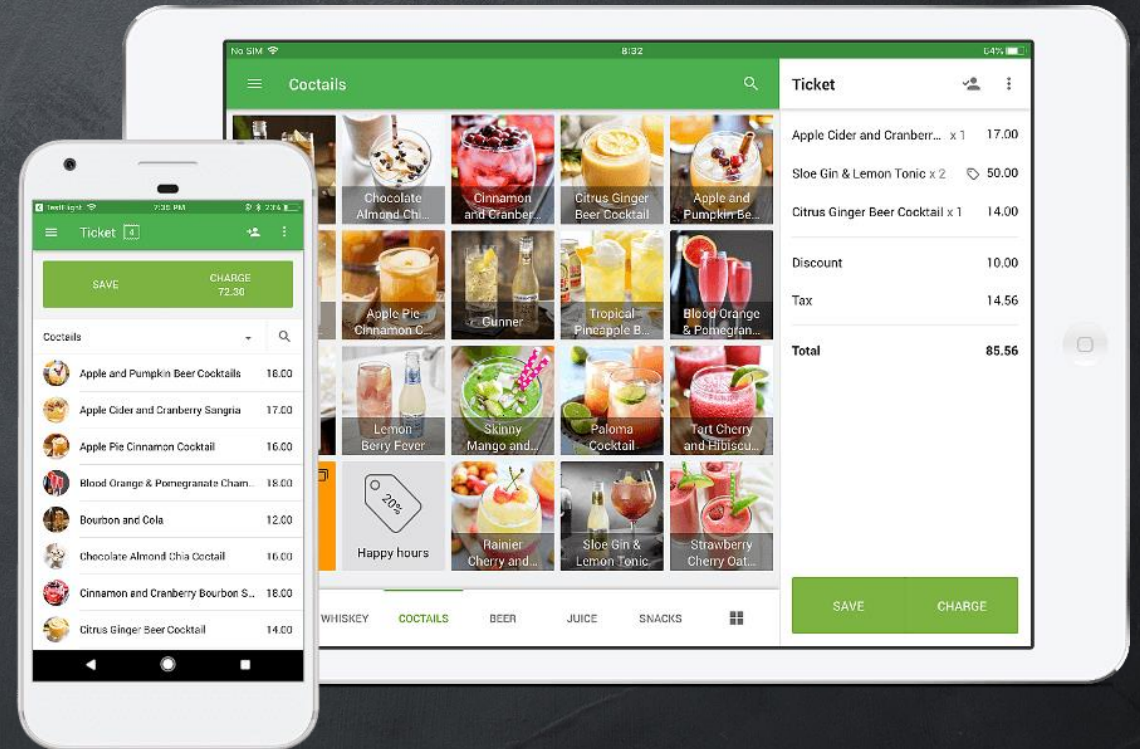 No SIM
8:32
64%
Coctails
Ticket
Chocolate
Almond Chi...
Cinnamon
and Cranber...
Citrus Ginger
Beer Cocktail
Apple and
Pumpkin Be...
Apple Pie
Cinnamon C...
Gunner
Tropical
Pineapple B...
Blood Orange
& Pomegran...
Lemon
Berry Fever
Skinny
Mango and...
Paloma
Cocktail
Tart Cherry
and Hibiscu...
20%
Happy hours
Rainier
Cherry and...
Sloe Gin &
Lemon Tonic
Strawberry
Cherry Oat...
WHISKEY COCTAILS BEER JUICE SNACKS
Apple Cider and Cranberr... x 1 17.00
Sloe Gin & Lemon Tonic x 2 50.00
Citrus Ginger Beer Cocktail x 1 14.00
Discount 10.00
Tax 14.56
Total 85.56
SAVE CHARGE
TestFlight 7:35 PM
Ticket 4
SAVE
CHARGE
72.30
Coctails
Apple and Pumpkin Beer Cocktails 18.00
Apple Cider and Cranberry Sangria 17.00
Apple Pie Cinnamon Cocktail 16.00
Blood Orange & Pomegranate Cham.. 18.00
Bourbon and Cola 12.00
Chocolate Almond Chia Coctail 16.00
Cinnamon and Cranberry Bourbon S.. 18.00
Citrus Ginger Beer Cocktail 14.00